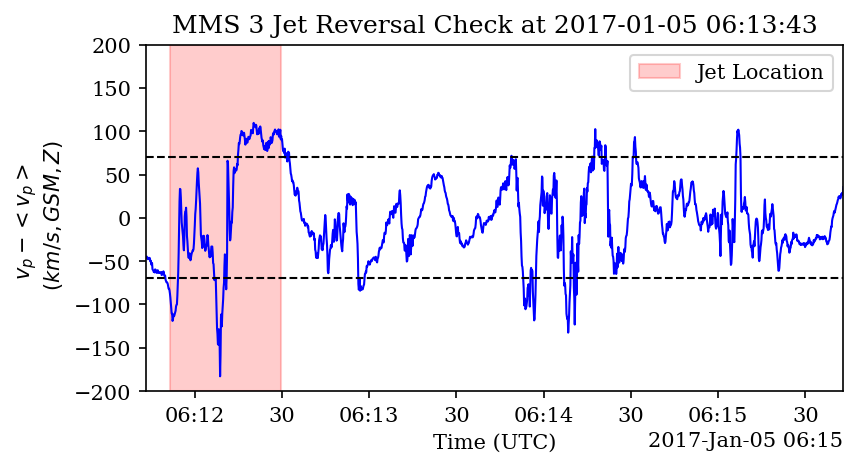 MMS 3 Jet Reversal Check at 2017-01-05 06:13:43
Jet Location
200
150
100
50
0
−50
−100
−150
−200
v_p − < v_p >
(km/s, GSM, Z)
06:12 30 06:13 30 06:14 30 06:15 30
Time (UTC)
2017-Jan-05 06:15